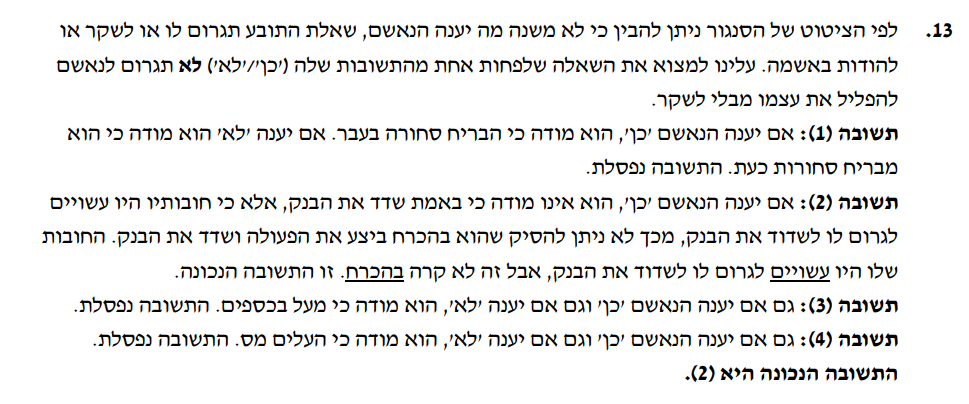 13. לפי הציטוט של הסנגור ניתן להבין כי לא משנה מה יענה הנאשם, שאלת התובע תגרום לו או לשקר או
להודות באשמה. עלינו למצוא את השאלה שלפחות אחת מהתשובות שלה ('כן'/'לא') לא תגרום לנאשם
להפליל את עצמו מבלי לשקר.
תשובה (1): אם יענה הנאשם 'כן', הוא מודה כי הבריח סחורה בעבר. אם יענה 'לא' הוא מודה כי הוא
מבריח סחורות כעת. התשובה נפסלת.
תשובה (2): אם יענה הנאשם 'כן', הוא אינו מודה כי באמת שדד את הבנק, אלא כי חובותיו היו עשויים
לגרום לו לשדוד את הבנק, מכך לא ניתן להסיק שהוא בהכרח ביצע את הפעולה ושדד את הבנק. החובות
שלו היו עשויים לגרום לו לשדוד את הבנק, אבל זה לא קרה בהכרח. זו התשובה הנכונה.
תשובה (3): גם אם יענה הנאשם 'כן' וגם אם יענה 'לא', הוא מודה כי מעל בכספים. התשובה נפסלת.
תשובה (4): גם אם יענה הנאשם 'כן' וגם אם יענה 'לא', הוא מודה כי העלים מס. התשובה נפסלת.
התשובה הנכונה היא (2).